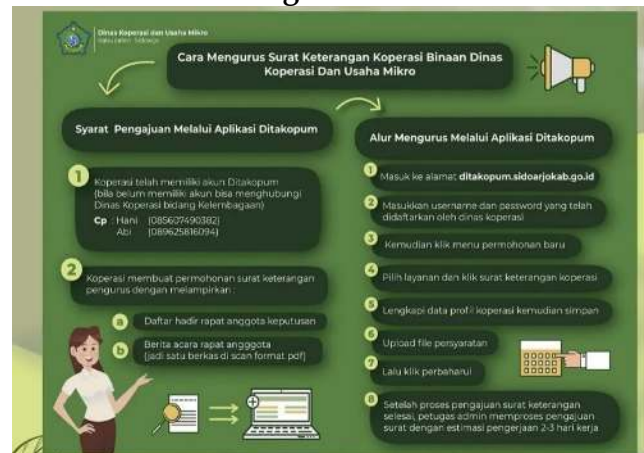 Dinas Koperasi dan Usaha Mikro
Cara Mengurus Surat Keterangan Koperasi Binaan Dinas
Koperasi Dan Usaha Mikro
Syarat Pengajuan Melalui Aplikasi Ditakopum
1
Koperasi telah memiliki akun Ditakopum
(bila belum memiliki akun bisa menghubungi
Dinas Koperasi bidang Kelembagaan)
Cp : Hani (085607490382)
Abi (089625816094)
2
Koperasi membuat permohonan surat keterangan
pengurus dengan melampirkan :
a Daftar hadir rapat anggota keputusan
b Berita acara rapat angggota
(jadi satu berkas di scan format pdf)
Alur Mengurus Melalui Aplikasi Ditakopum
1 Masuk ke alamat ditakopum.sidoarjokab.go.id
2 Masukkan username dan password yang telah
didaftarkan oleh dinas koperasi
3 Kemudian klik menu permohonan baru
4 Pilih layanan dan klik surat keterangan koperasi
5 Lengkapi data profil koperasi kemudian simpan
6 Upload file persyaratan
7 Lalu klik perbaharui
8 Setelah proses pengajuan surat keterangan
selesai, petugas admin memproses pengajuan
surat dengan estimasi pengerjaan 2-3 hari kerja